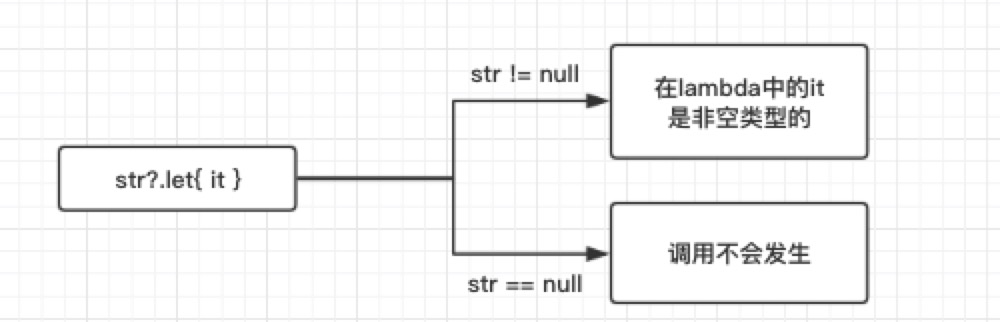 str != null
在lambda中的it
是非空类型的
str?.let{ it }
调用不会发生
str == null